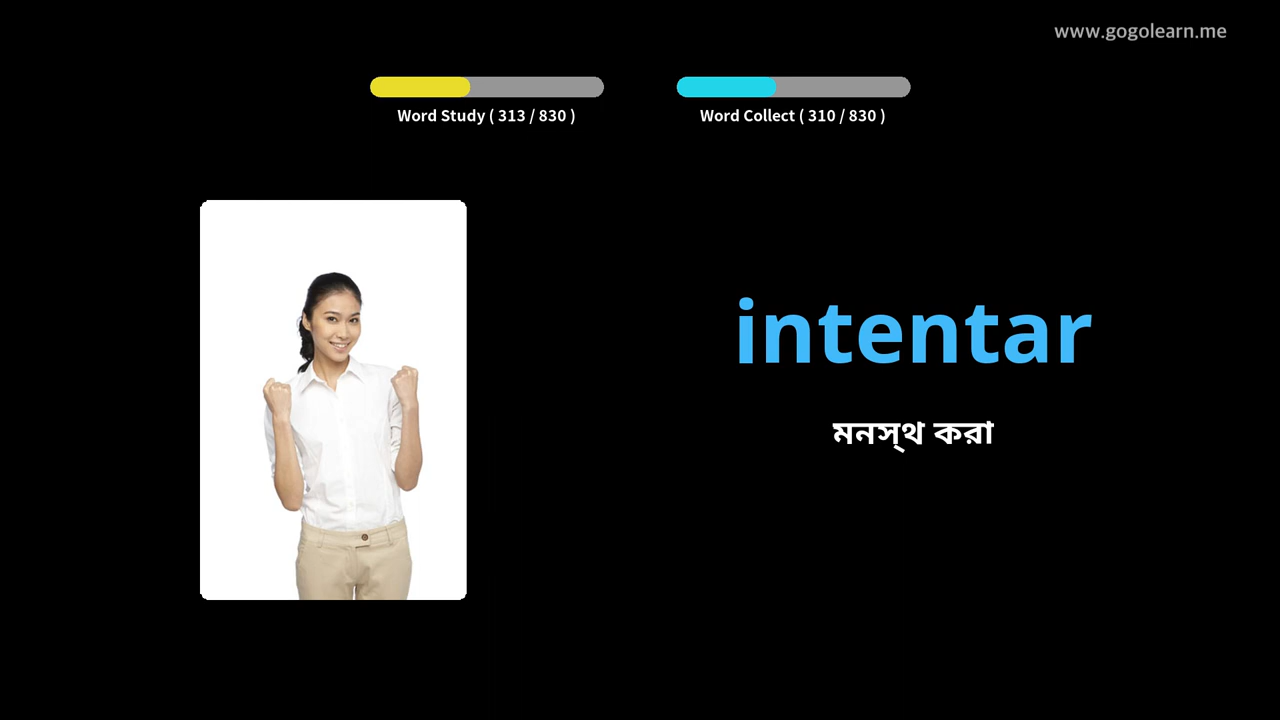 www.gogolearn.me
Word Study ( 313 / 830 )
Word Collect ( 310 / 830 )
intentar
মনস্থ করা